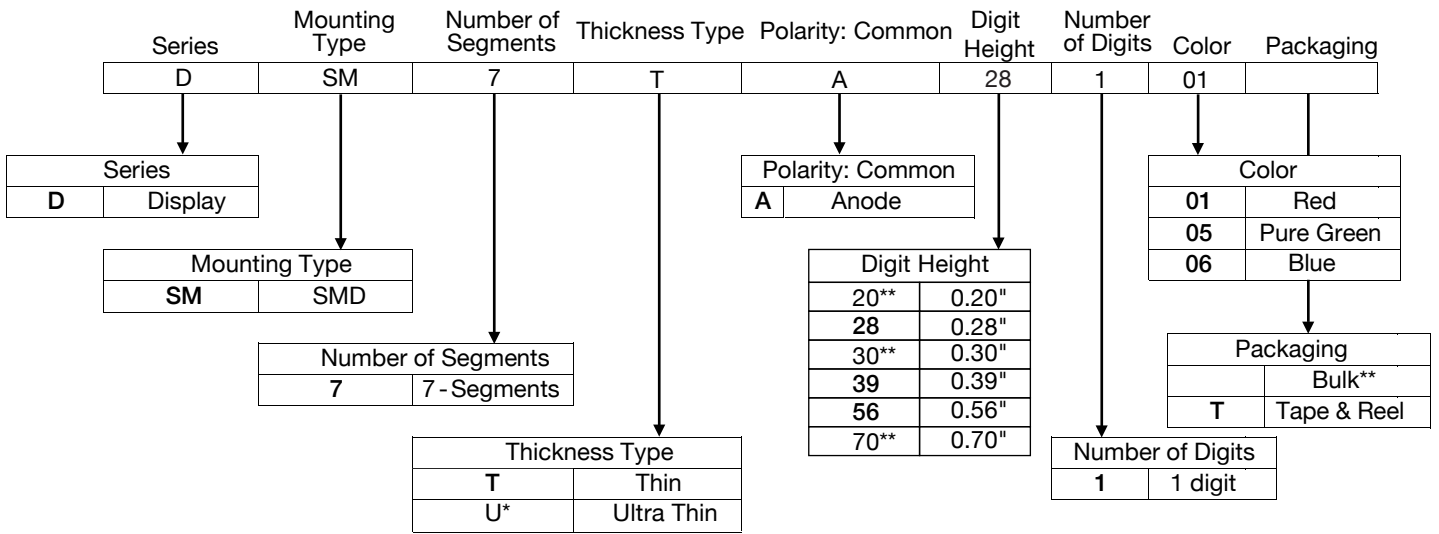 Series Mounting Type Number of Segments Thickness Type Polarity: Common Digit Height Number of Digits Color Packaging
D SM 7 T A 28 1 01
Series
D Display
Mounting Type
SM SMD
Number of Segments
7 7-Segments
Thickness Type
T Thin
U* Ultra Thin
Polarity: Common
A Anode
Digit Height
20** 0.20"
28 0.28"
30** 0.30"
39 0.39"
56 0.56"
70** 0.70"
Number of Digits
1 1 digit
Color
01 Red
05 Pure Green
06 Blue
Packaging
Bulk**
T Tape & Reel